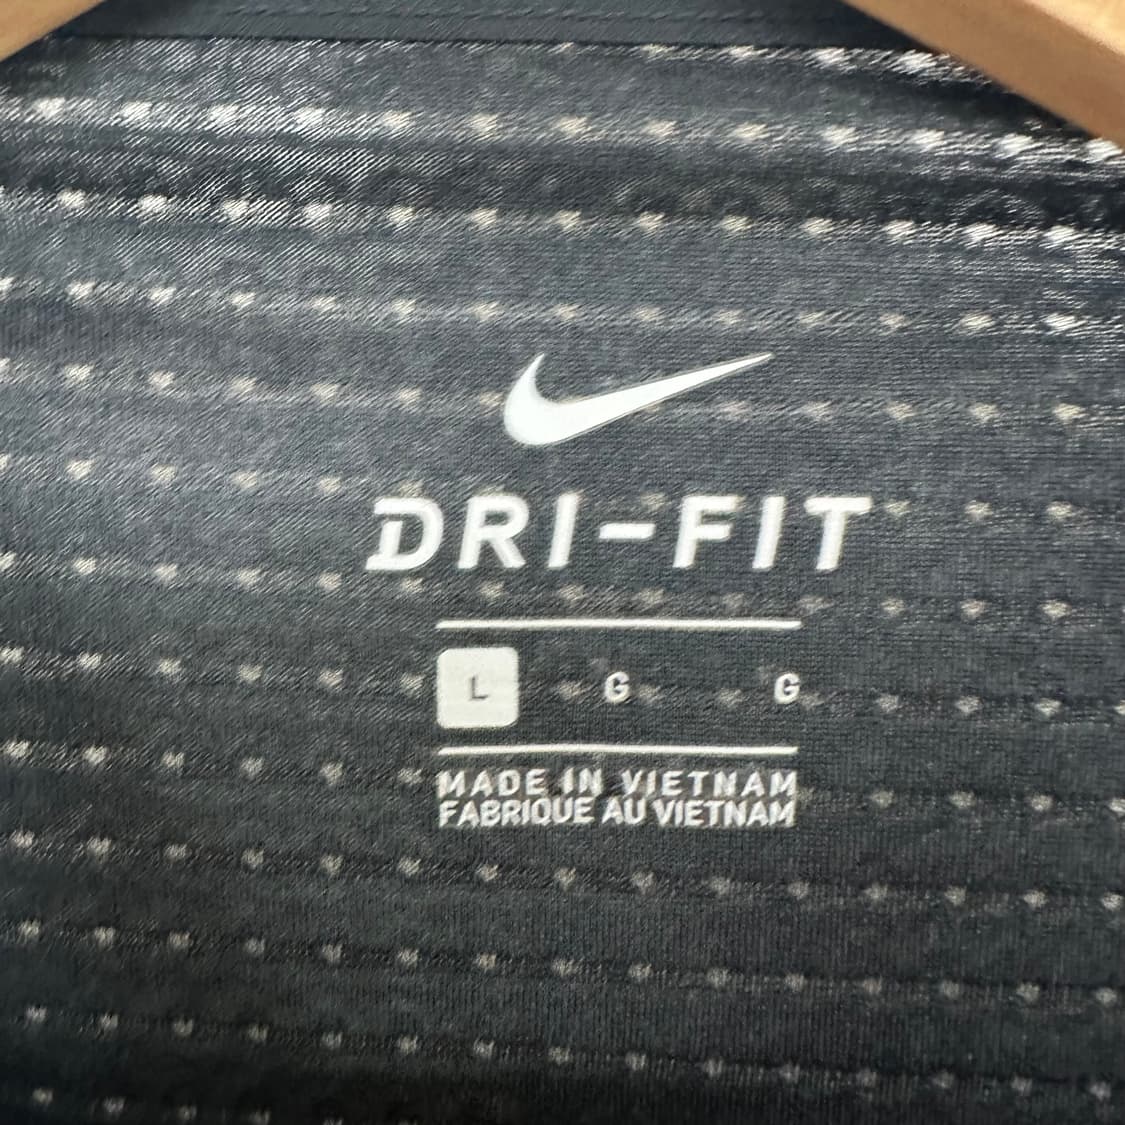 DRI-FIT
L G G
MADE IN VIETNAM
FABRIQUE AU VIETNAM